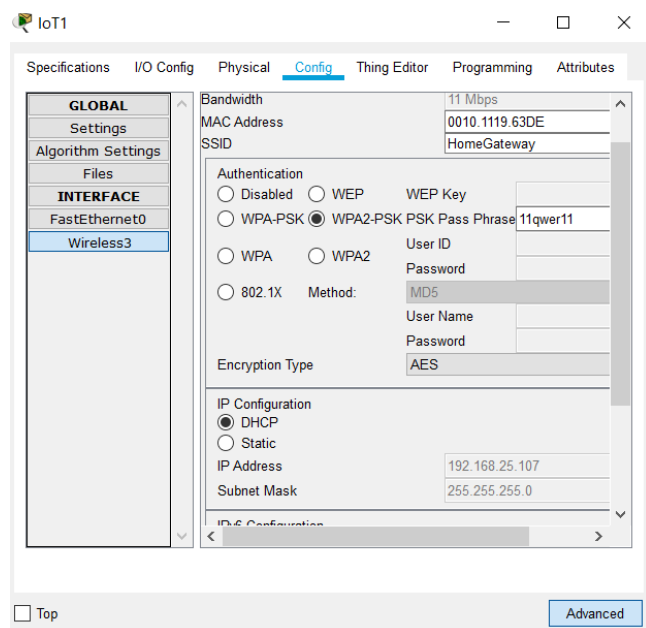 IoT1
Specifications I/O Config Physical Config Thing Editor Programming Attributes
GLOBAL
Settings
Algorithm Settings
Files
INTERFACE
FastEthernet0
Wireless3
Bandwidth 11 Mbps
MAC Address 0010.1119.63DE
SSID HomeGateway
Authentication
Disabled WEP WEP Key
WPA-PSK WPA2-PSK PSK Pass Phrase 11qwer11
User ID
WPA WPA2
Password
802.1X Method: MD5
User Name
Password
Encryption Type AES
IP Configuration
DHCP
Static
IP Address 192.168.25.107
Subnet Mask 255.255.255.0
IPv6 Configuration
Top Advanced